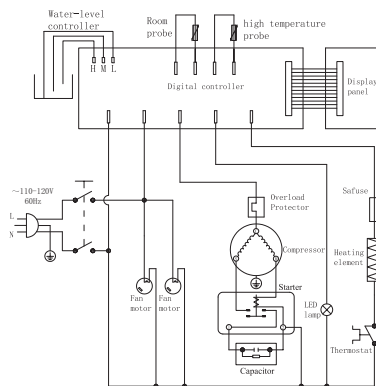 Water-level
controller
Room
probe
high temperature
probe
H M L
Digital controller
Display
panel
~110-120V
60Hz
L
N
Overload
Protector
Compressor
Safuse
Heating
element
Starter
Fan
motor
Fan
motor
LED
lamp
Thermostat
Capacitor